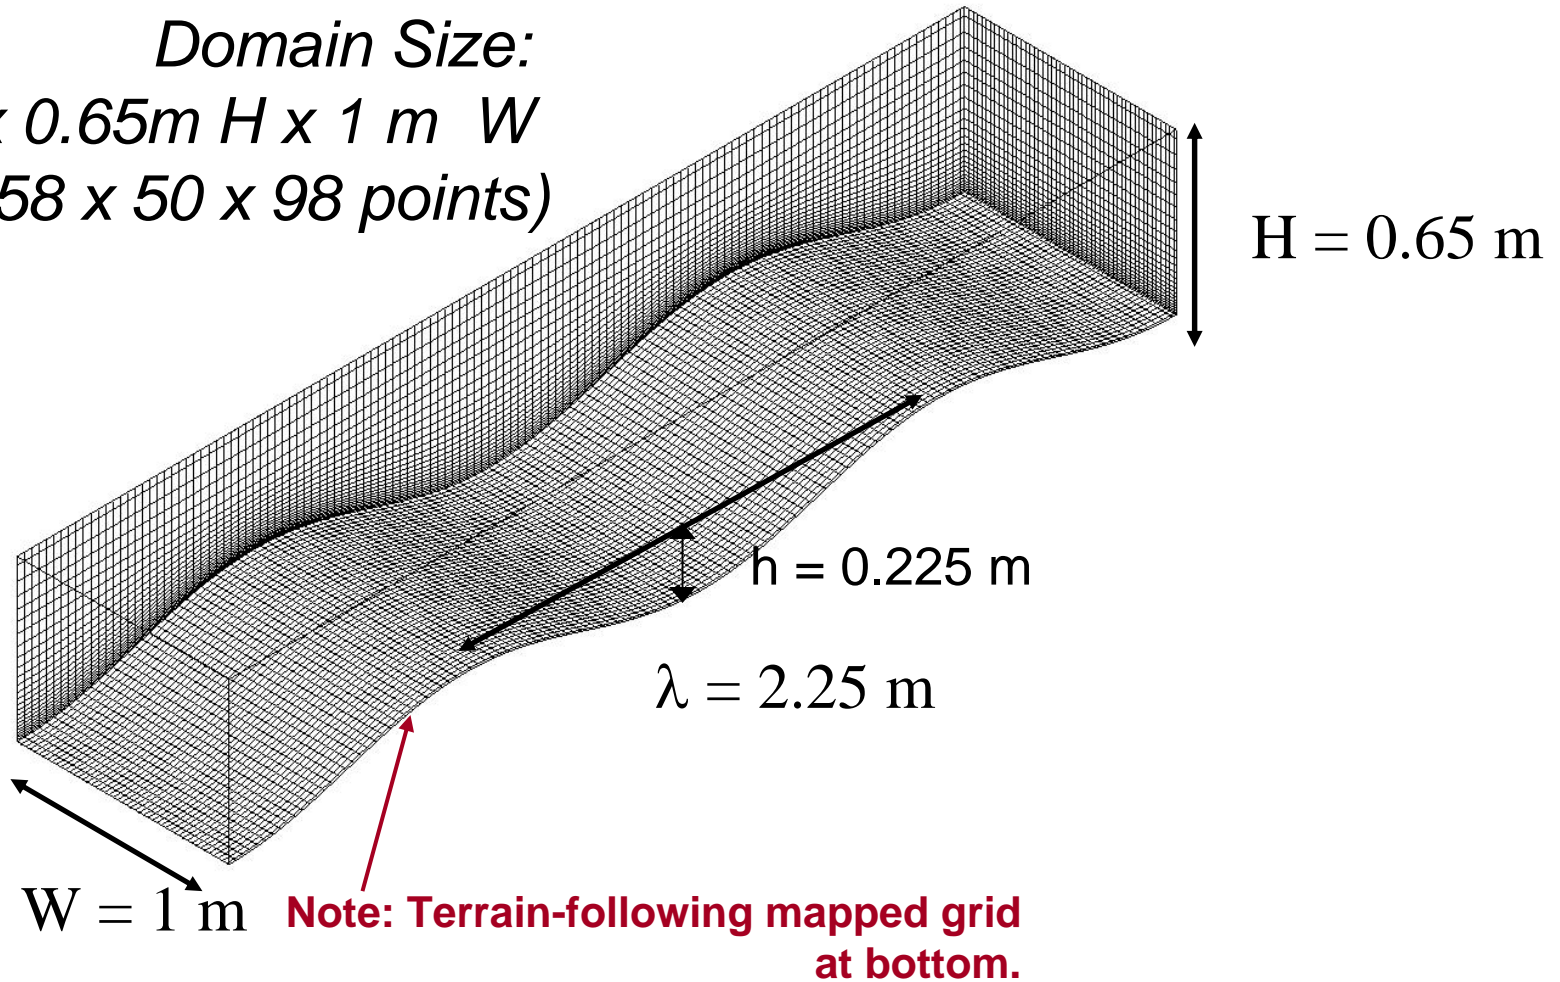 Domain Size:
x 0.65m H x 1 m W
58 x 50 x 98 points)
H = 0.65 m
h = 0.225 m
λ = 2.25 m
W = 1 m
Note: Terrain-following mapped grid
at bottom.